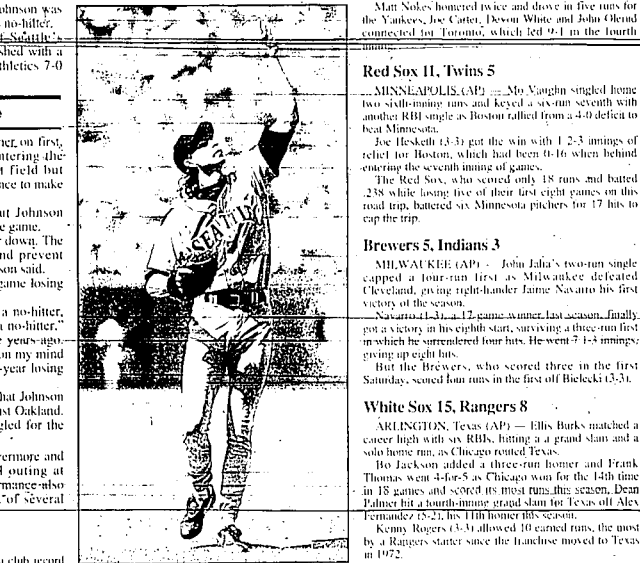 ohnson was
no-hitter.
Seattle's
shed with a
thletics 7-0
er on first,
ntering the
field but
nce to make
ut Johnson
e game.
down. The
nd prevent
son said.
game losing
a no-hitter,
no-hitter."
years ago.
on my mind
-year losing
hat Johnson
st Oakland.
gled for the
vermore and
outing at
rmance also
of several
club record
SEATTLE
Matt Nokes homered twice and drove in five runs for
the Yankees, Joe Carter, Devon White and John Olerud
connected for Toronto, which led 9-1 in the fourth
inning.
Red Sox 11, Twins 5
MINNEAPOLIS (AP) — Mo Vaughn singled home
two sixth-inning runs and keyed a six-run seventh with
another RBI single as Boston rallied from a 4-0 deficit to
beat Minnesota.
Joe Hesketh (3-3) got the win with 1 2-3 innings of
relief for Boston, which had been 0-16 when behind
entering the seventh inning of games.
The Red Sox, who scored only 18 runs and batted
.238 while losing five of their first eight games on this
road trip, battered six Minnesota pitchers for 17 hits to
cap the trip.
Brewers 5, Indians 3
MILWAUKEE (AP) - John Jaha's two-run single
capped a four-run first as Milwaukee defeated
Cleveland, giving right-hander Jaime Navarro his first
victory of the season.
Navarro (1-3), a 17-game winner last season, finally
got a victory in his eighth start, surviving a three-run first
in which he surrendered four hits. He went 7 1-3 innings,
giving up eight hits.
But the Brewers, who scored three in the first
Saturday, scored four runs in the first off Bielecki (3-3).
White Sox 15, Rangers 8
ARLINGTON, Texas (AP) — Ellis Burks matched a
career high with six RBIs, hitting a a grand slam and a
solo home run, as Chicago routed Texas.
Bo Jackson added a three-run homer and Frank
Thomas went 4-for-5 as Chicago won for the 14th time
in 18 games and scored its most runs this season. Dean
Palmer hit a fourth-inning grand slam for Texas off Alex
Fernandez (5-2), his 11th homer this season.
Kenny Rogers (3-3) allowed 10 earned runs, the most
by a Rangers starter since the franchise moved to Texas
in 1972.